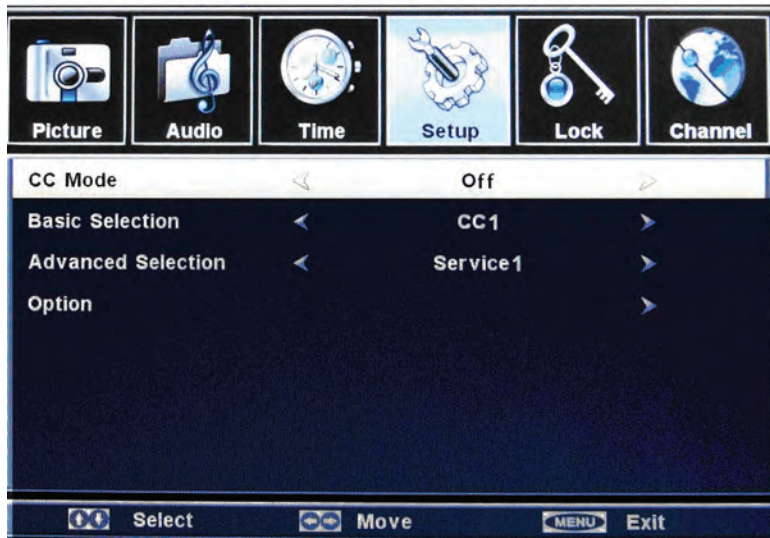 Picture Audio Time Setup Lock Channel
CC Mode Off
Basic Selection CC1
Advanced Selection Service1
Option
Select Move MENU Exit